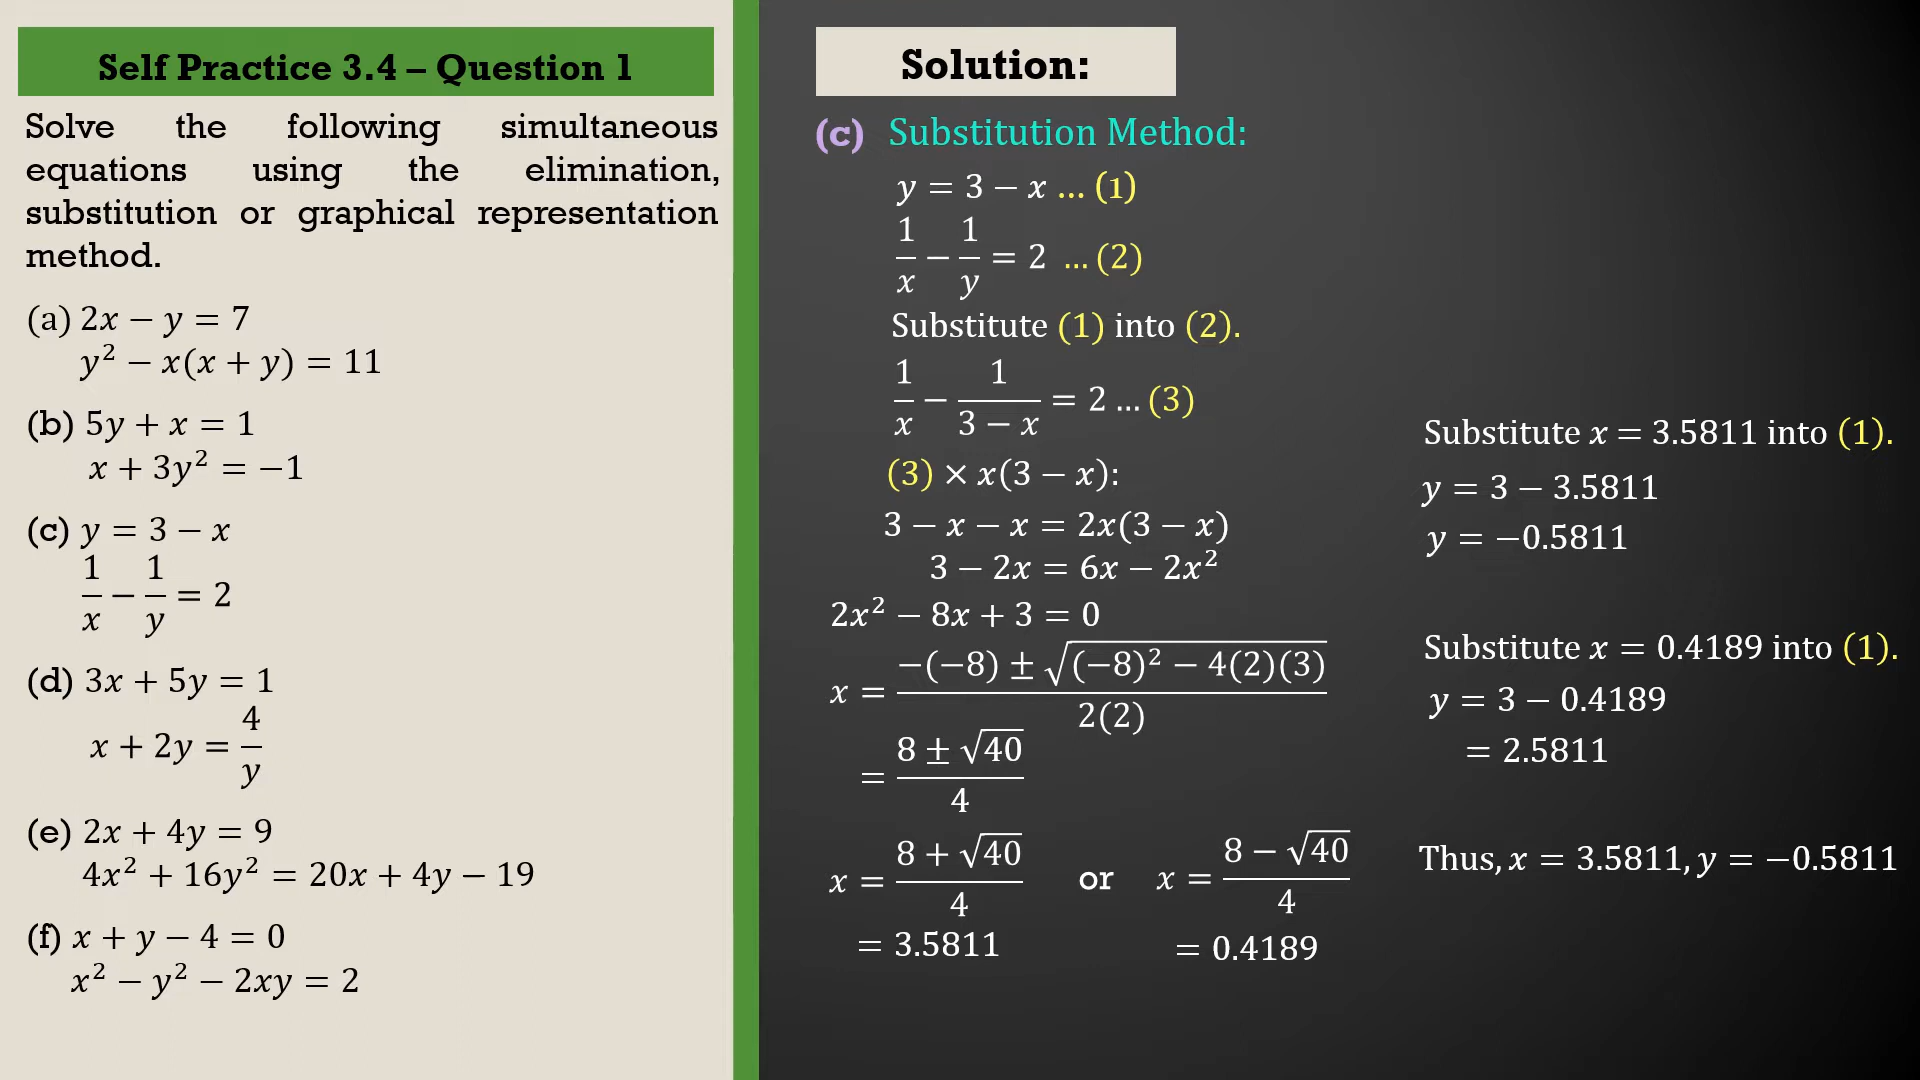 Self Practice 3.4 – Question 1
Solve the following simultaneous
equations using the elimination,
substitution or graphical representation
method.
(a) 2x − y = 7
y² − x(x + y) = 11
(b) 5y + x = 1
x + 3y² = −1
(c) y = 3 − x
1/x − 1/y = 2
(d) 3x + 5y = 1
x + 2y = 4/y
(e) 2x + 4y = 9
4x² + 16y² = 20x + 4y − 19
(f) x + y − 4 = 0
x² − y² − 2xy = 2
Solution:
(c) Substitution Method:
y = 3 − x … (1)
1/x − 1/y = 2 … (2)
Substitute (1) into (2).
1/x − 1/(3 − x) = 2 … (3)
(3) × x(3 − x):
3 − x − x = 2x(3 − x)
3 − 2x = 6x − 2x²
2x² − 8x + 3 = 0
x = (−(−8) ± √((−8)² − 4(2)(3)))/(2(2))
= (8 ± √40)/4
x = (8 + √40)/4 or x = (8 − √40)/4
= 3.5811 = 0.4189
Substitute x = 3.5811 into (1).
y = 3 − 3.5811
y = −0.5811
Substitute x = 0.4189 into (1).
y = 3 − 0.4189
= 2.5811
Thus, x = 3.5811, y = −0.5811